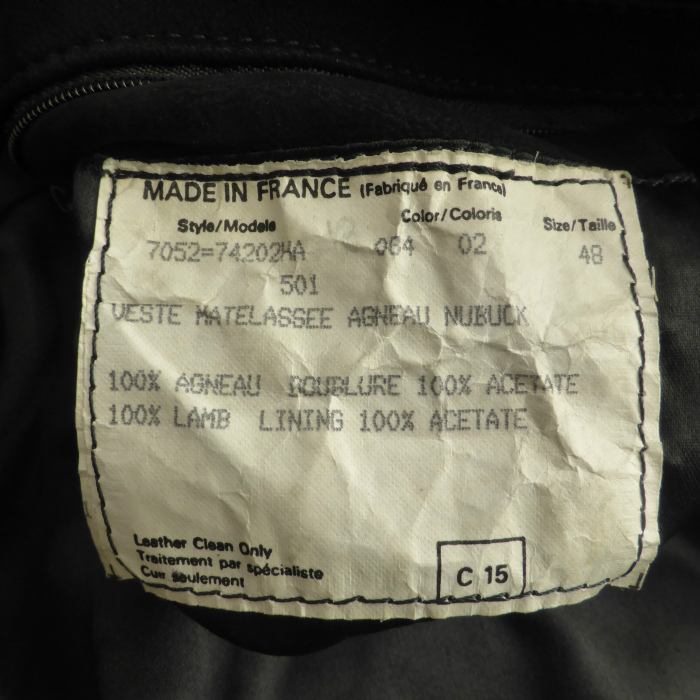 MADE IN FRANCE (Fabriqué en France)
Style/Modele Color/Coloris Size/Taille
7052=74202HA 064 02 48
501
VESTE MATELASSEE AGNEAU NUBUCK
100% AGNEAU DOUBLURE 100% ACETATE
100% LAMB LINING 100% ACETATE
Leather Clean Only
Traitement par spécialiste
Cuir seulement
C 15